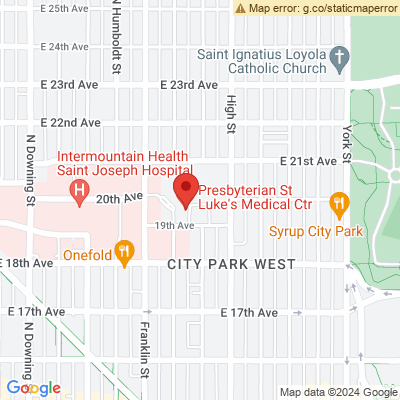 E 25th Ave
Map error: g.co/staticmaperror
N Humboldt St
E 24th Ave
Saint Ignatius Loyola
Catholic Church
E 23rd Ave
E 23rd Ave
High St
E 22nd Ave
York St
N Downing St
Intermountain Health
Saint Joseph Hospital
E 21st Ave
20th Ave
Presbyterian St
Luke's Medical Ctr
19th Ave
Syrup City Park
Onefold
E 18th Ave
CITY PARK WEST
E 17th Ave
E 17th Ave
N Downing
Franklin St
Google
Map data ©2024 Google